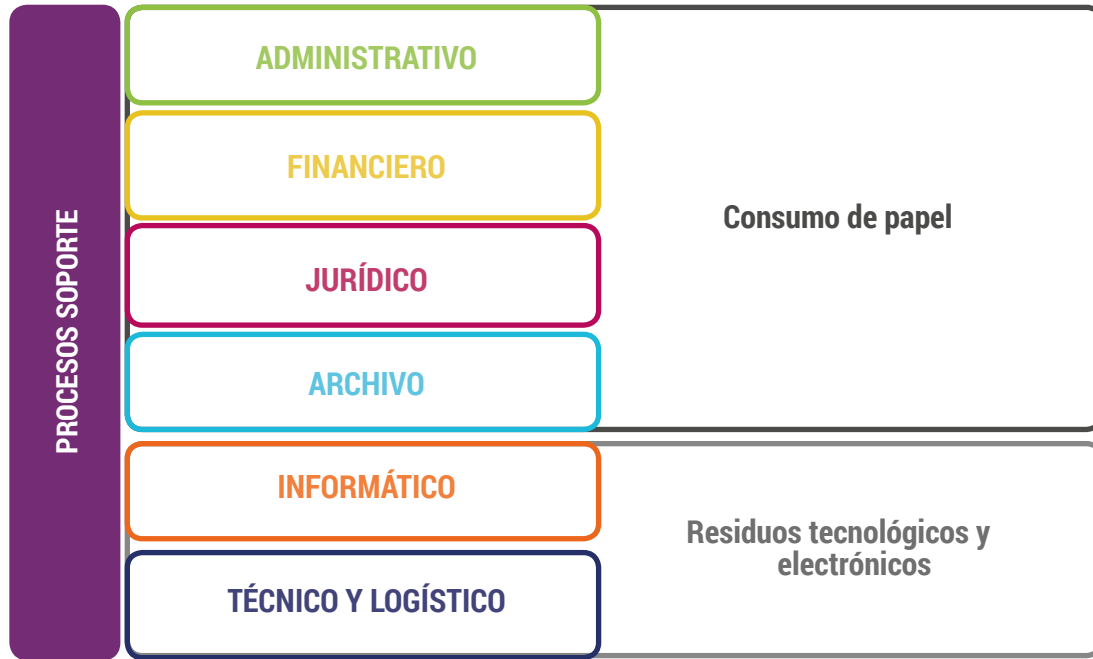 PROCESOS SOPORTE
ADMINISTRATIVO
FINANCIERO
JURÍDICO
ARCHIVO
Consumo de papel
INFORMÁTICO
TÉCNICO Y LOGÍSTICO
Residuos tecnológicos y
electrónicos